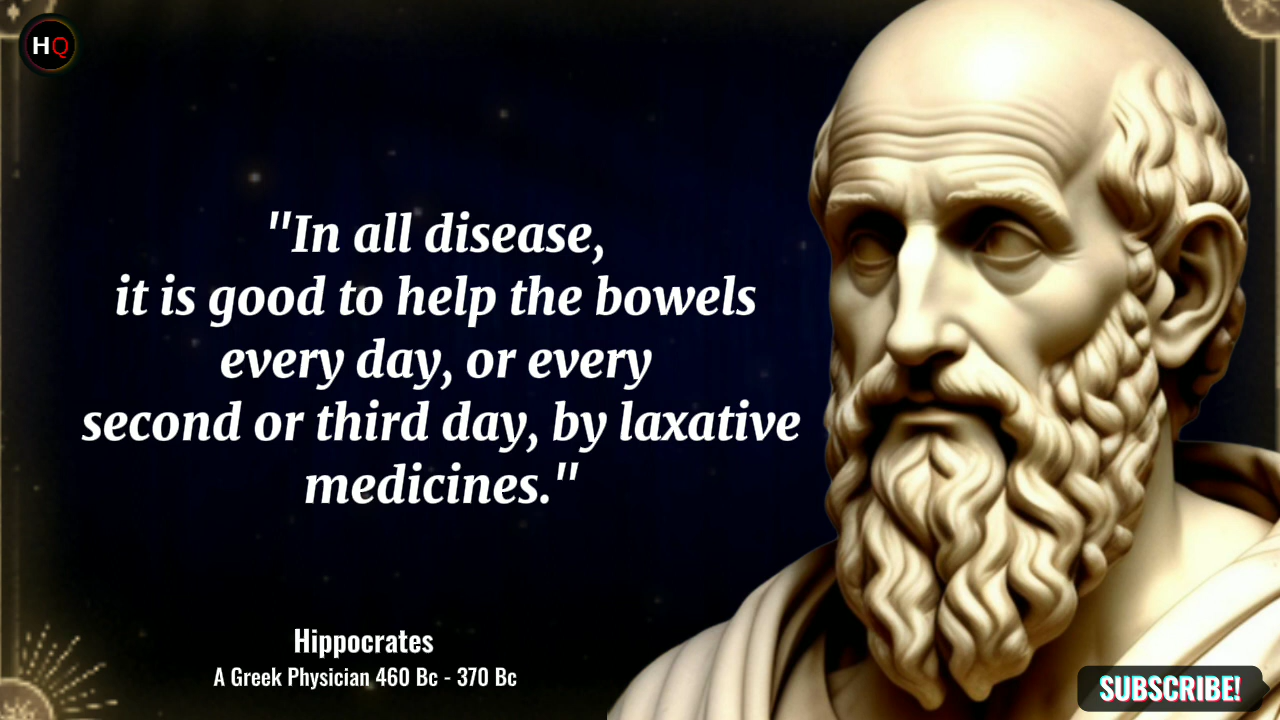 HQ
"In all disease,
it is good to help the bowels
every day, or every
second or third day, by laxative
medicines."
Hippocrates
A Greek Physician 460 Bc - 370 Bc
SUBSCRIBE!